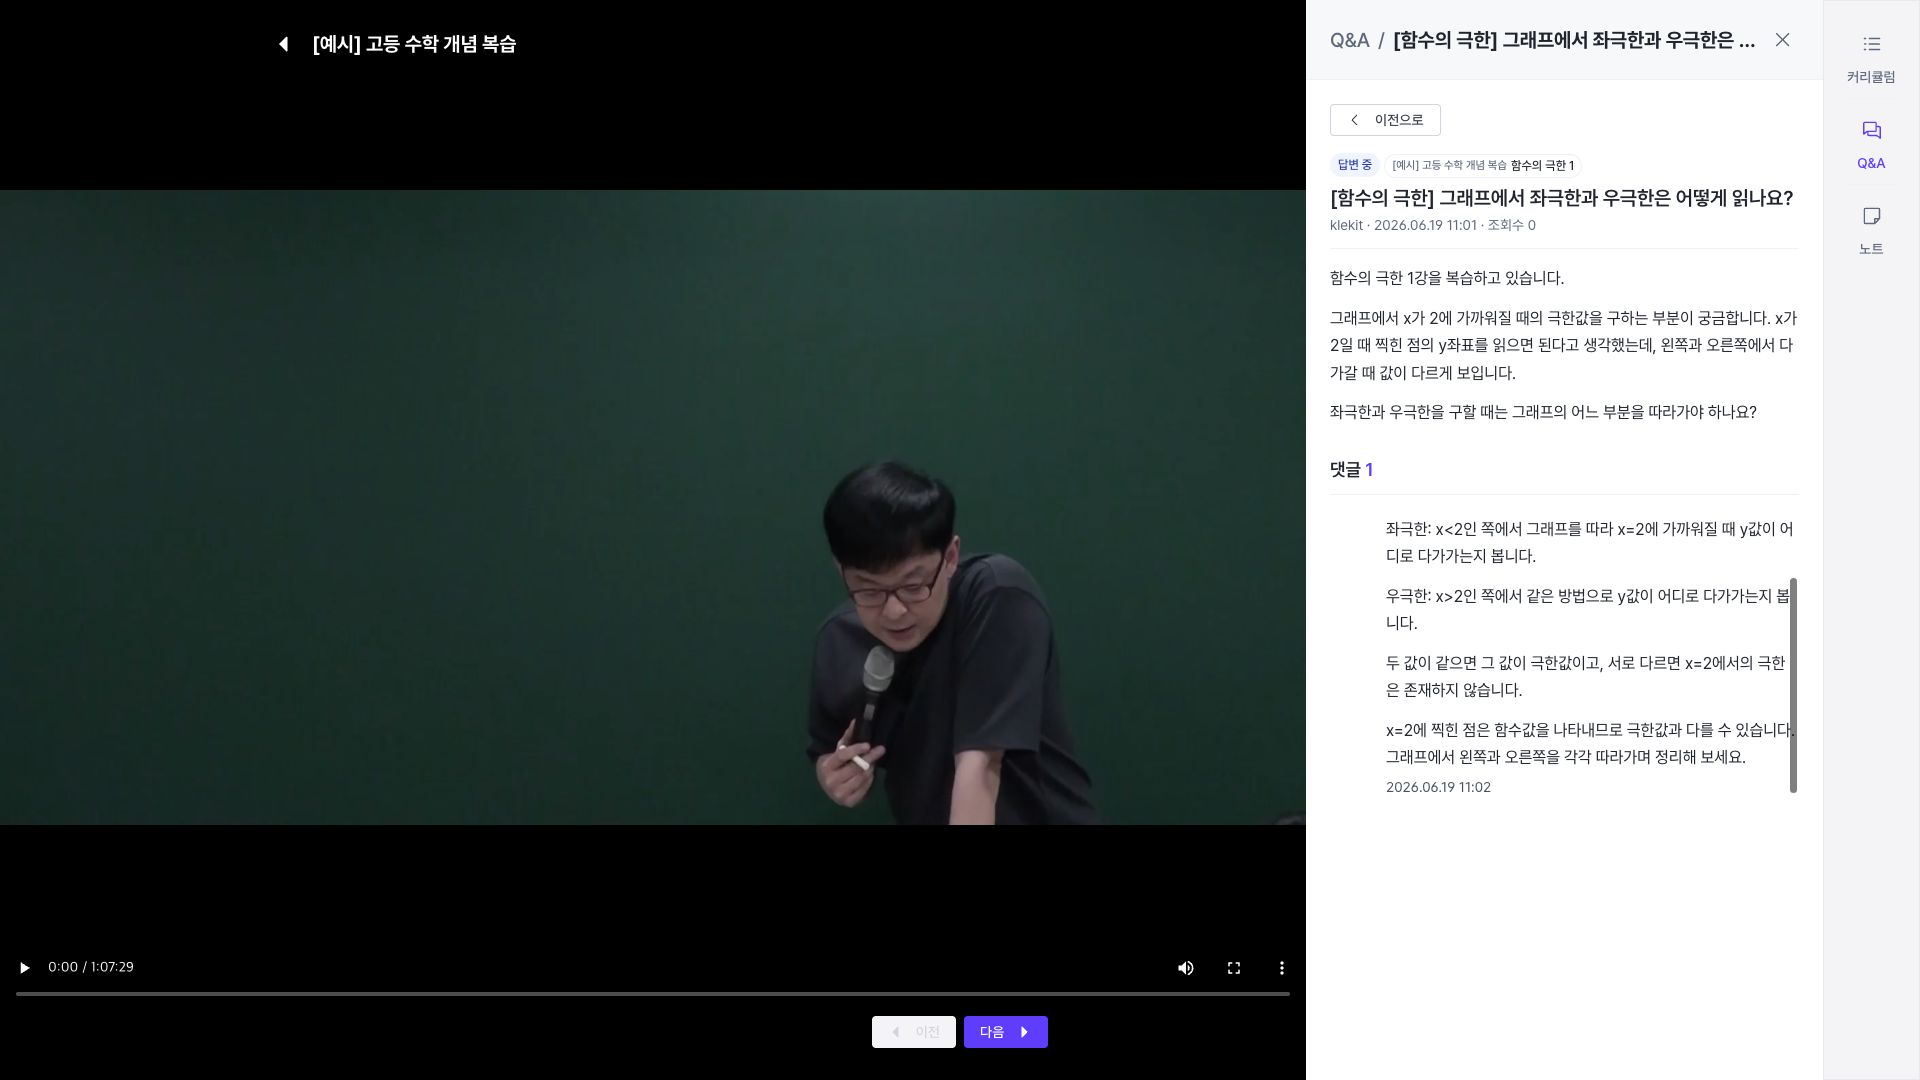 [예시] 고등 수학 개념 복습
0:00 / 1:07:29
이전
다음
Q&A / [함수의 극한] 그래프에서 좌극한과 우극한은 ...
이전으로
답변 중 [예시] 고등 수학 개념 복습 함수의 극한 1
[함수의 극한] 그래프에서 좌극한과 우극한은 어떻게 읽나요?
klekit · 2026.06.19 11:01 · 조회수 0
함수의 극한 1강을 복습하고 있습니다.
그래프에서 x가 2에 가까워질 때의 극한값을 구하는 부분이 궁금합니다. x가
2일 때 찍힌 점의 y좌표를 읽으면 된다고 생각했는데, 왼쪽과 오른쪽에서 다
가갈 때 값이 다르게 보입니다.
좌극한과 우극한을 구할 때는 그래프의 어느 부분을 따라가야 하나요?
댓글 1
좌극한: x<2인 쪽에서 그래프를 따라 x=2에 가까워질 때 y값이 어
디로 다가가는지 봅니다.
우극한: x>2인 쪽에서 같은 방법으로 y값이 어디로 다가가는지 봅
니다.
두 값이 같으면 그 값이 극한값이고, 서로 다르면 x=2에서의 극한
은 존재하지 않습니다.
x=2에 찍힌 점은 함수값을 나타내므로 극한값과 다를 수 있습니다.
그래프에서 왼쪽과 오른쪽을 각각 따라가며 정리해 보세요.
2026.06.19 11:02
커리큘럼
Q&A
노트